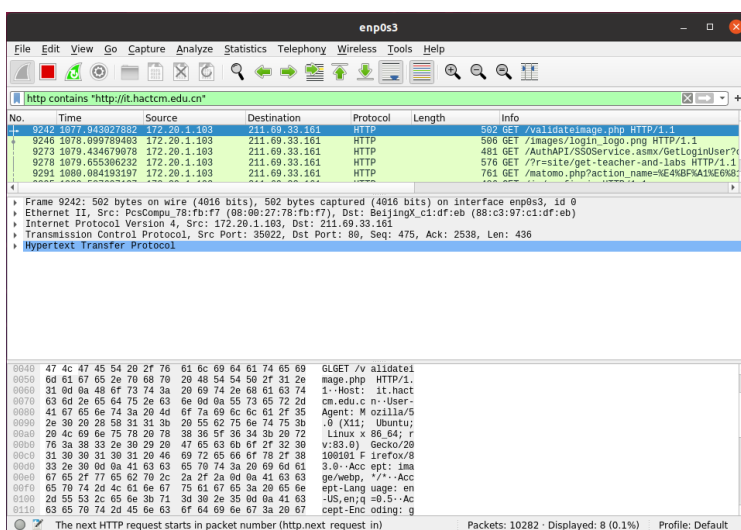 enp0s3
File Edit View Go Capture Analyze Statistics Telephony Wireless Tools Help
http contains "http://it.hactcm.edu.cn"
No. Time Source Destination Protocol Length Info
9242 1077.943027882 172.20.1.103 211.69.33.161 HTTP 502 GET /validateimage.php HTTP/1.1
9246 1078.099789403 172.20.1.103 211.69.33.161 HTTP 506 GET /images/login_logo.png HTTP/1.1
9273 1079.434679078 172.20.1.103 211.69.33.161 HTTP 481 GET /AuthAPI/SSOService.asmx/GetLoginUser?c
9278 1079.655306232 172.20.1.103 211.69.33.161 HTTP 576 GET /?r=site/get-teacher-and-labs HTTP/1.1
9291 1080.084193197 172.20.1.103 211.69.33.161 HTTP 761 GET /matomo.php?action_name=%E4%BF%A1%E6%81
Frame 9242: 502 bytes on wire (4016 bits), 502 bytes captured (4016 bits) on interface enp0s3, id 0
Ethernet II, Src: PcsCompu_78:fb:f7 (08:00:27:78:fb:f7), Dst: BeijingX_c1:df:eb (88:c3:97:c1:df:eb)
Internet Protocol Version 4, Src: 172.20.1.103, Dst: 211.69.33.161
Transmission Control Protocol, Src Port: 35022, Dst Port: 80, Seq: 475, Ack: 2538, Len: 436
Hypertext Transfer Protocol
0040 47 4c 47 45 54 20 2f 76 61 6c 69 64 61 74 65 69 GLGET /v alidatei
0050 6d 61 67 65 2e 70 68 70 20 48 54 54 50 2f 31 2e mage.php HTTP/1.
0060 31 0d 0a 48 6f 73 74 3a 20 69 74 2e 68 61 63 74 1··Host: it.hact
0070 63 6d 2e 65 64 75 2e 63 6e 0d 0a 55 73 65 72 2d cm.edu.c n··User-
0080 41 67 65 6e 74 3a 20 4d 6f 7a 69 6c 6c 61 2f 35 Agent: M ozilla/5
0090 2e 30 20 28 58 31 31 3b 20 55 62 75 6e 74 75 3b .0 (X11; Ubuntu;
00a0 20 4c 69 6e 75 78 20 78 38 36 5f 36 34 3b 20 72 Linux x 86_64; r
00b0 76 3a 38 33 2e 30 29 20 47 65 63 6b 6f 2f 32 30 v:83.0) Gecko/20
00c0 31 30 30 31 30 31 20 46 69 72 65 66 6f 78 2f 38 100101 F irefox/8
00d0 33 2e 30 0d 0a 41 63 63 65 70 74 3a 20 69 6d 61 3.0··Acc ept: ima
00e0 67 65 2f 77 65 62 70 2c 2a 2f 2a 0d 0a 41 63 63 ge/webp, */*··Acc
00f0 65 70 74 2d 4c 61 6e 67 75 61 67 65 3a 20 65 6e ept-Lang uage: en
0100 2d 55 53 2c 65 6e 3b 71 3d 30 2e 35 0d 0a 41 63 -US,en;q =0.5··Ac
0110 63 65 70 74 2d 45 6e 63 6f 64 69 6e 67 3a 20 67 cept-Enc oding: g
The next HTTP request starts in packet number (http.next_request_in) Packets: 10282 · Displayed: 8 (0.1%) Profile: Default